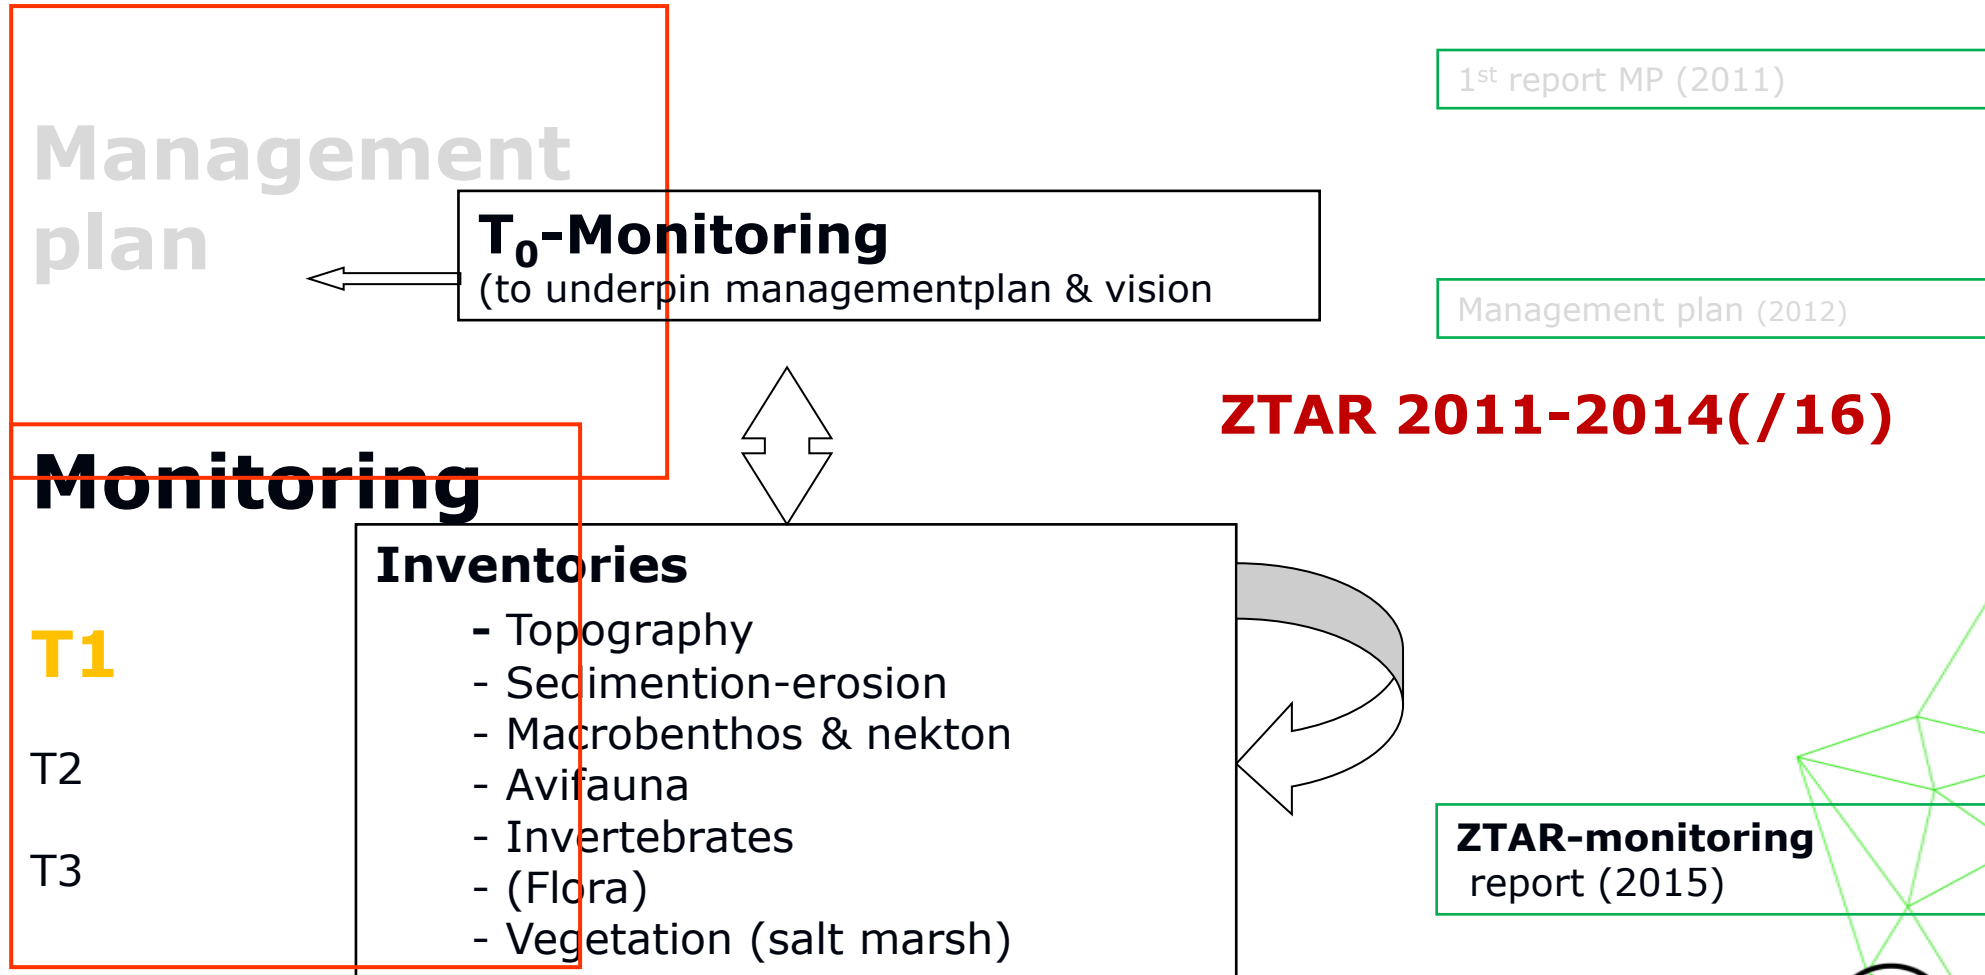 1st report MP (2011)
Management
plan
T0-Monitoring
(to underpin managementplan & vision
Management plan (2012)
ZTAR 2011-2014(/16)
Monitoring
Inventories
- Topography
T1
- Sedimention-erosion
- Macrobenthos & nekton
T2
- Avifauna
- Invertebrates
ZTAR-monitoring
T3
- (Flora)
report (2015)
- Vegetation (salt marsh)